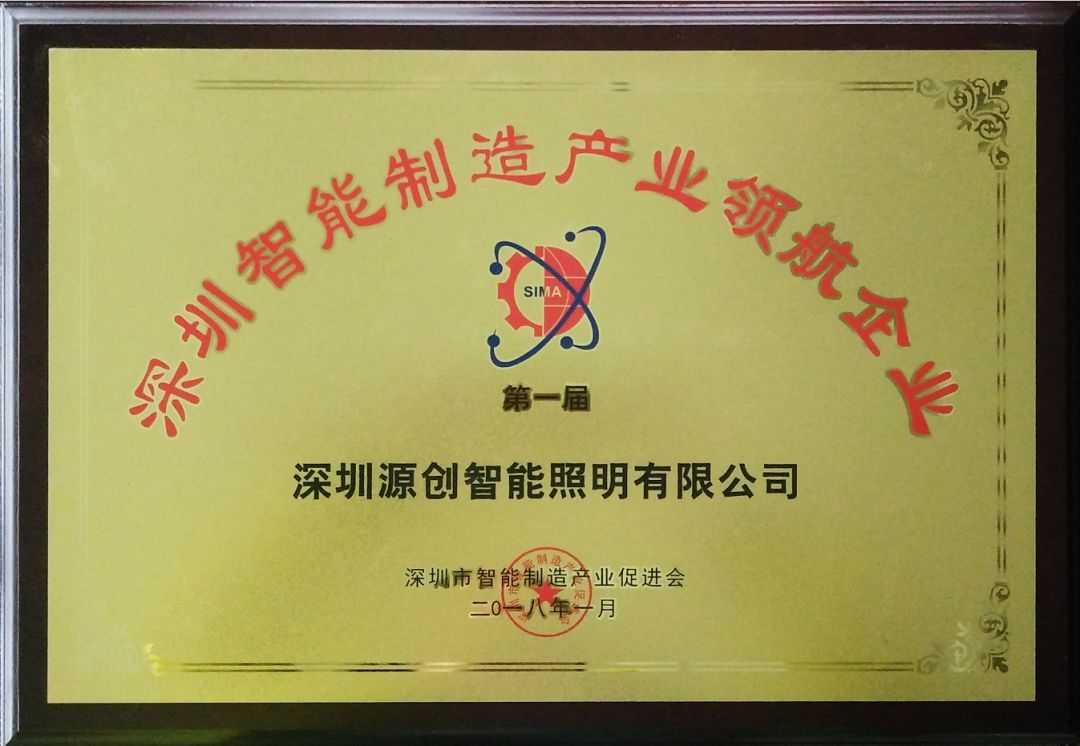 深圳智能制造产业领航企业
SIMA
第一届
深圳源创智能照明有限公司
深圳市智能制造产业促进会
二0一八年一月